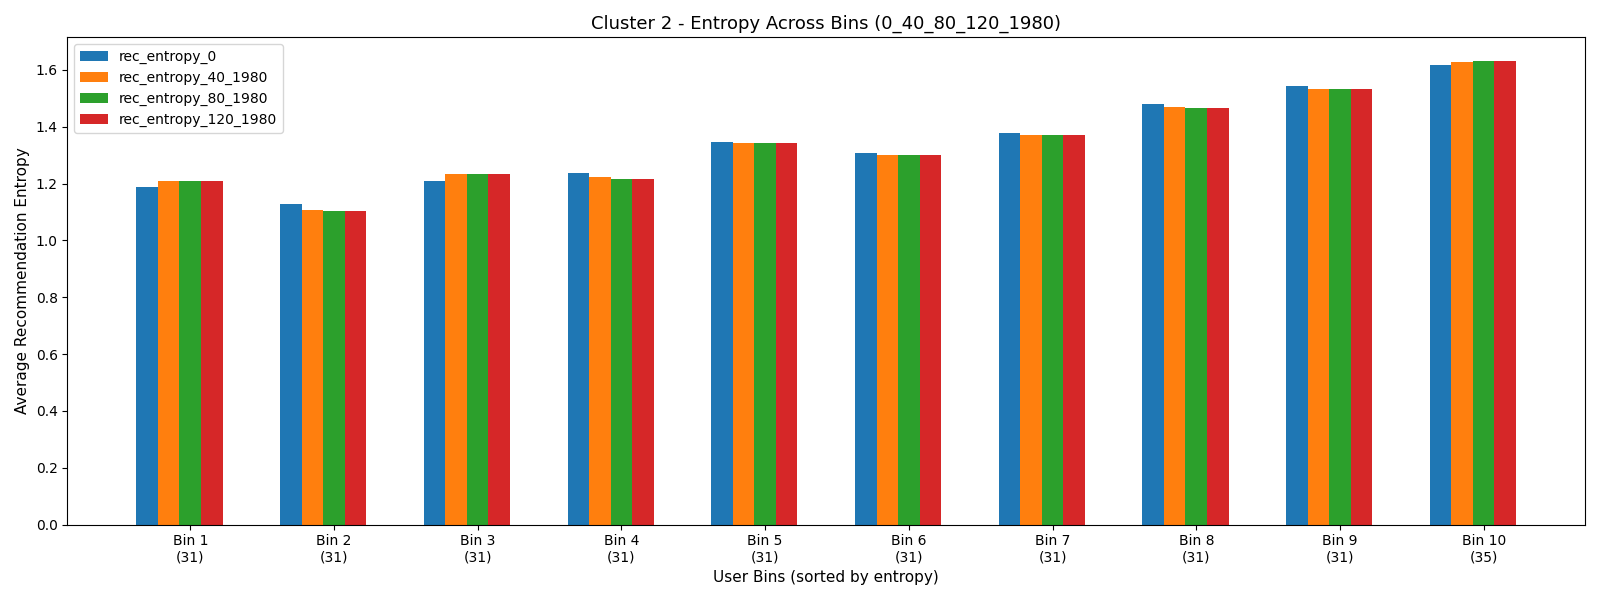 Cluster 2 - Entropy Across Bins (0_40_80_120_1980)
rec_entropy_0
rec_entropy_40_1980
rec_entropy_80_1980
rec_entropy_120_1980
Average Recommendation Entropy
1.6
1.4
1.2
1.0
0.8
0.6
0.4
0.2
0.0
Bin 1 Bin 2 Bin 3 Bin 4 Bin 5 Bin 6 Bin 7 Bin 8 Bin 9 Bin 10
(31) (31) (31) (31) (31) (31) (31) (31) (31) (35)
User Bins (sorted by entropy)